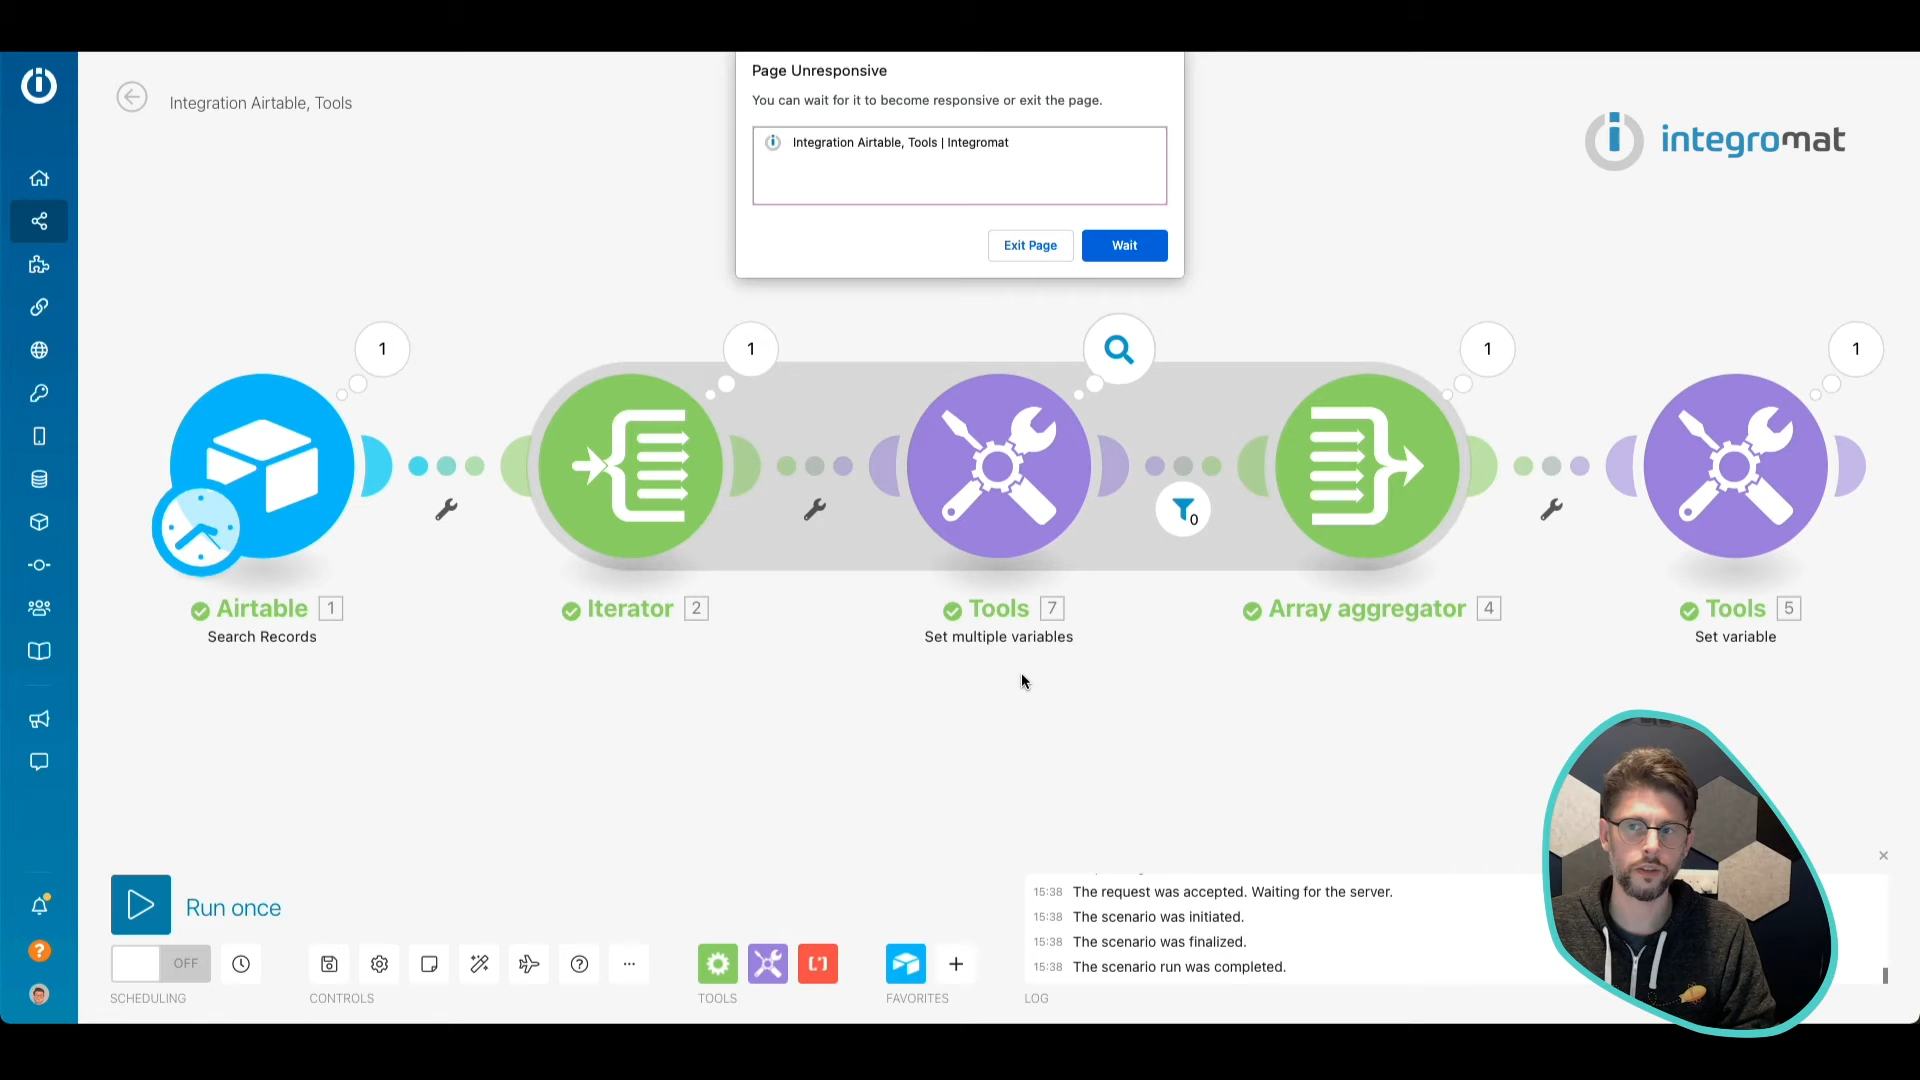 Page Unresponsive
You can wait for it to become responsive or exit the page.
Integration Airtable, Tools | Integromat
Exit Page
Wait
Integration Airtable, Tools
integromat
1
1
1
1
0
Airtable 1
Search Records
Iterator 2
Tools 7
Set multiple variables
Array aggregator 4
Tools 5
Set variable
Run once
OFF
SCHEDULING
CONTROLS
TOOLS
FAVORITES
15:38 The request was accepted. Waiting for the server.
15:38 The scenario was initiated.
15:38 The scenario was finalized.
15:38 The scenario run was completed.
LOG